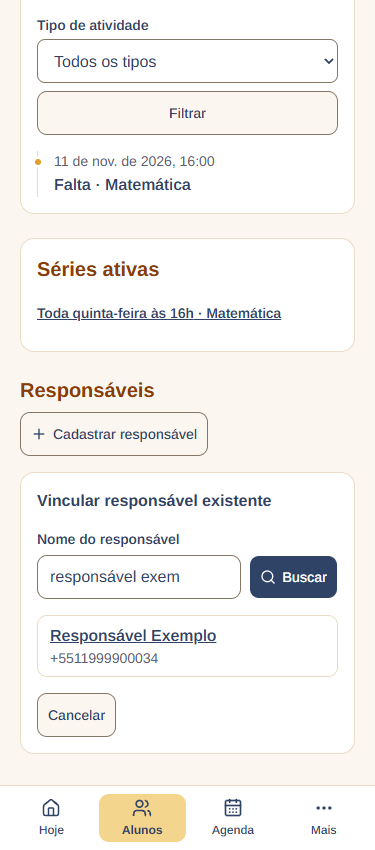 Tipo de atividade
Todos os tipos
Filtrar
11 de nov. de 2026, 16:00
Falta · Matemática
Séries ativas
Toda quinta-feira às 16h · Matemática
Responsáveis
+ Cadastrar responsável
Vincular responsável existente
Nome do responsável
responsável exem
Buscar
Responsável Exemplo
+5511999900034
Cancelar
Hoje
Alunos
Agenda
Mais